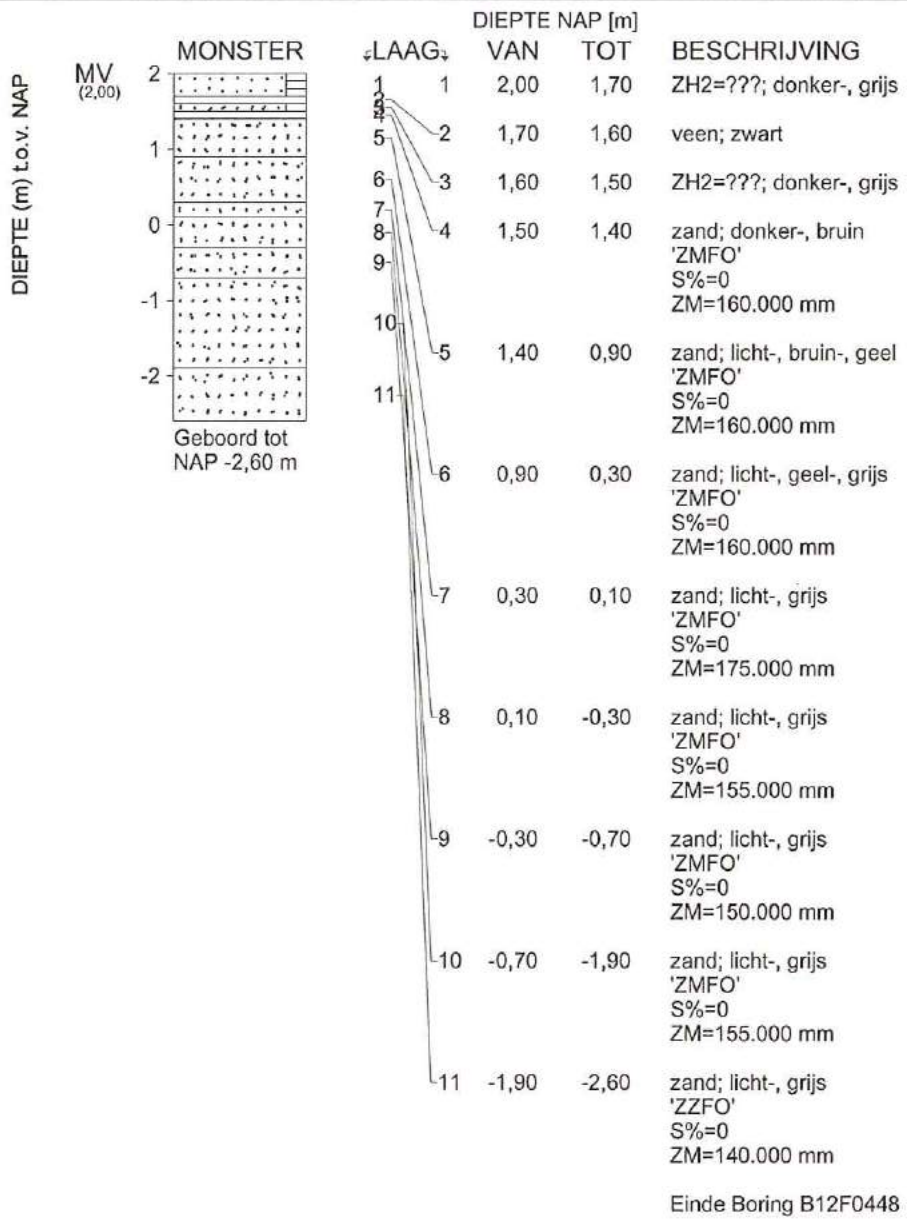 DIEPTE NAP [m]
MONSTER LAAG VAN TOT BESCHRIJVING
DIEPTE (m) t.o.v. NAP
MV
(2,00)
2
1
0
-1
-2
Geboord tot
NAP -2,60 m
1
2
3
4
5
6
7
8
9
10
11
1 2,00 1,70 ZH2=???; donker-, grijs
2 1,70 1,60 veen; zwart
3 1,60 1,50 ZH2=???; donker-, grijs
4 1,50 1,40 zand; donker-, bruin
'ZMFO'
S%=0
ZM=160.000 mm
5 1,40 0,90 zand; licht-, bruin-, geel
'ZMFO'
S%=0
ZM=160.000 mm
6 0,90 0,30 zand; licht-, geel-, grijs
'ZMFO'
S%=0
ZM=160.000 mm
7 0,30 0,10 zand; licht-, grijs
'ZMFO'
S%=0
ZM=175.000 mm
8 0,10 -0,30 zand; licht-, grijs
'ZMFO'
S%=0
ZM=155.000 mm
9 -0,30 -0,70 zand; licht-, grijs
'ZMFO'
S%=0
ZM=150.000 mm
10 -0,70 -1,90 zand; licht-, grijs
'ZMFO'
S%=0
ZM=155.000 mm
11 -1,90 -2,60 zand; licht-, grijs
'ZZFO'
S%=0
ZM=140.000 mm
Einde Boring B12F0448